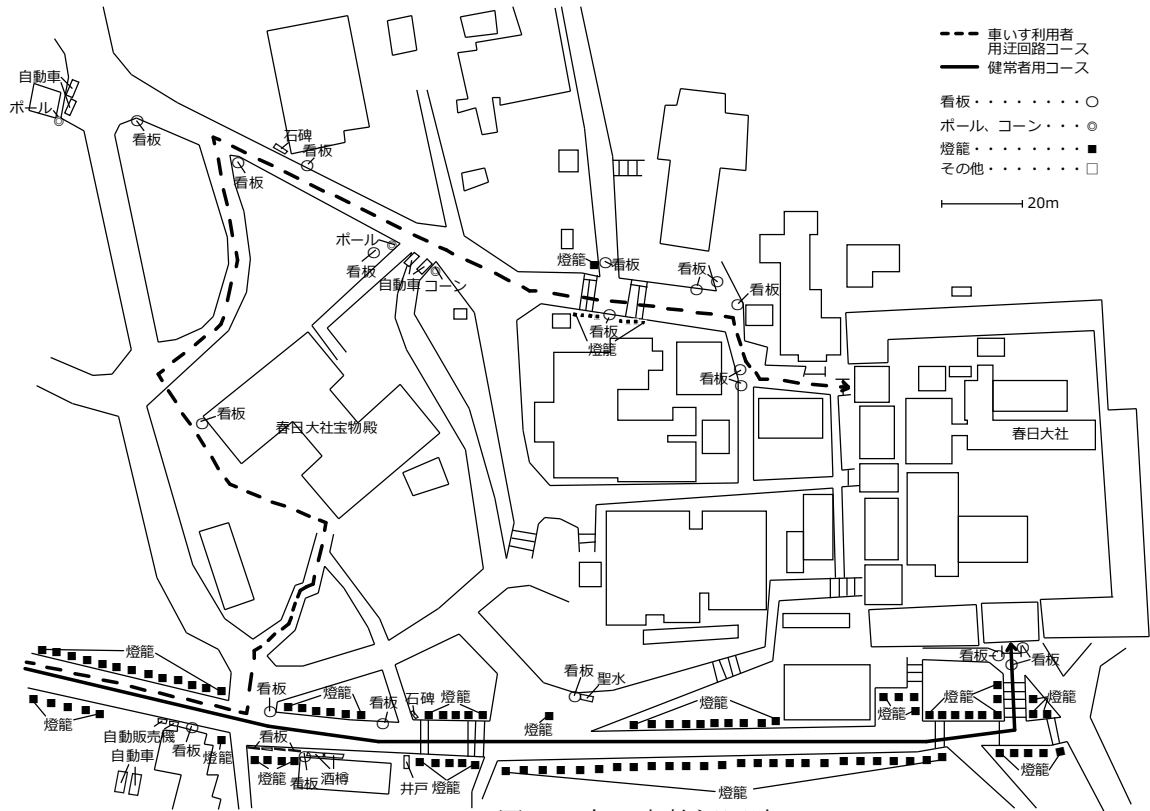 車いす利用者
用迂回路コース
健常者用コース
看板・・・・・・・・○
ポール、コーン・・・◎
燈籠・・・・・・・・■
その他・・・・・・・□
20m
自動車
ポール
看板
石碑
看板
看板
ポール
看板
自動車
コーン
燈籠
看板
看板
看板
看板
燈籠
看板
看板
春日大社宝物殿
春日大社
燈籠
燈籠
看板
燈籠
看板
石碑
燈籠
看板
聖水
燈籠
燈籠
燈籠
燈籠
看板
看板
燈籠
自動販売機
自動車
看板
燈籠
看板
燈籠
看板
酒樽
井戸
燈籠
燈籠
燈籠